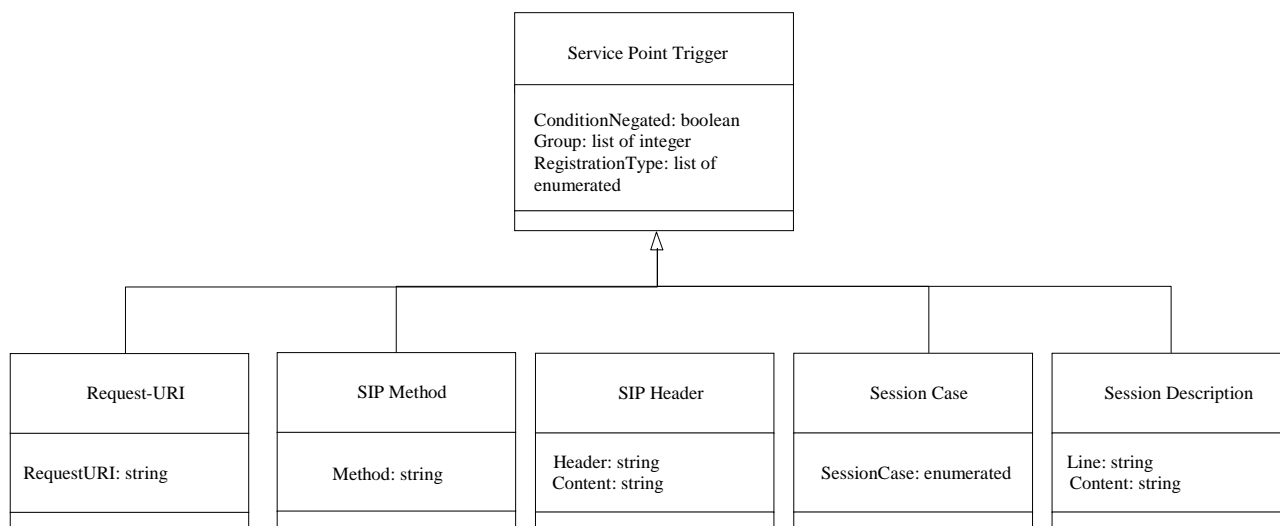 Service Point Trigger
ConditionNegated: boolean
Group: list of integer
RegistrationType: list of
enumerated
Request-URI
RequestURI: string
SIP Method
Method: string
SIP Header
Header: string
Content: string
Session Case
SessionCase: enumerated
Session Description
Line: string
Content: string